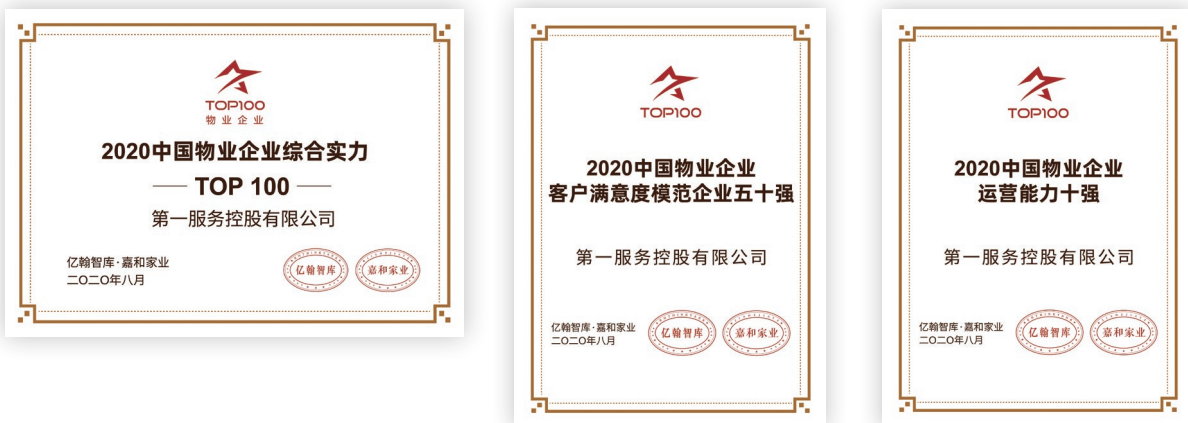 TOP100
物业企业
2020中国物业企业综合实力
TOP 100
第一服务控股有限公司
亿翰智库·嘉和家业
二〇二〇年八月
亿翰智库
嘉和家业
TOP100
2020中国物业企业
客户满意度模范企业五十强
第一服务控股有限公司
亿翰智库·嘉和家业
二〇二〇年八月
亿翰智库
嘉和家业
TOP100
2020中国物业企业
运营能力十强
第一服务控股有限公司
亿翰智库·嘉和家业
二〇二〇年八月
亿翰智库
嘉和家业